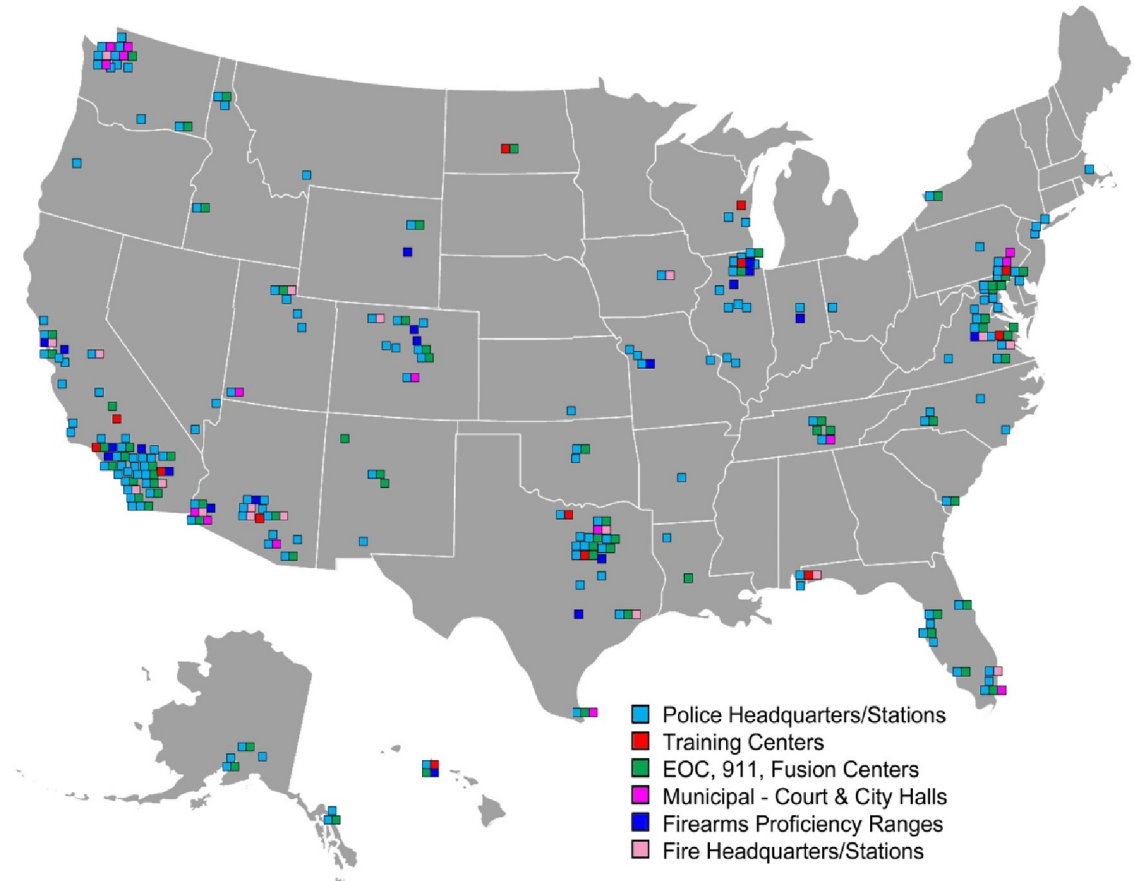 Police Headquarters/Stations
Training Centers
EOC, 911, Fusion Centers
Municipal - Court & City Halls
Firearms Proficiency Ranges
Fire Headquarters/Stations